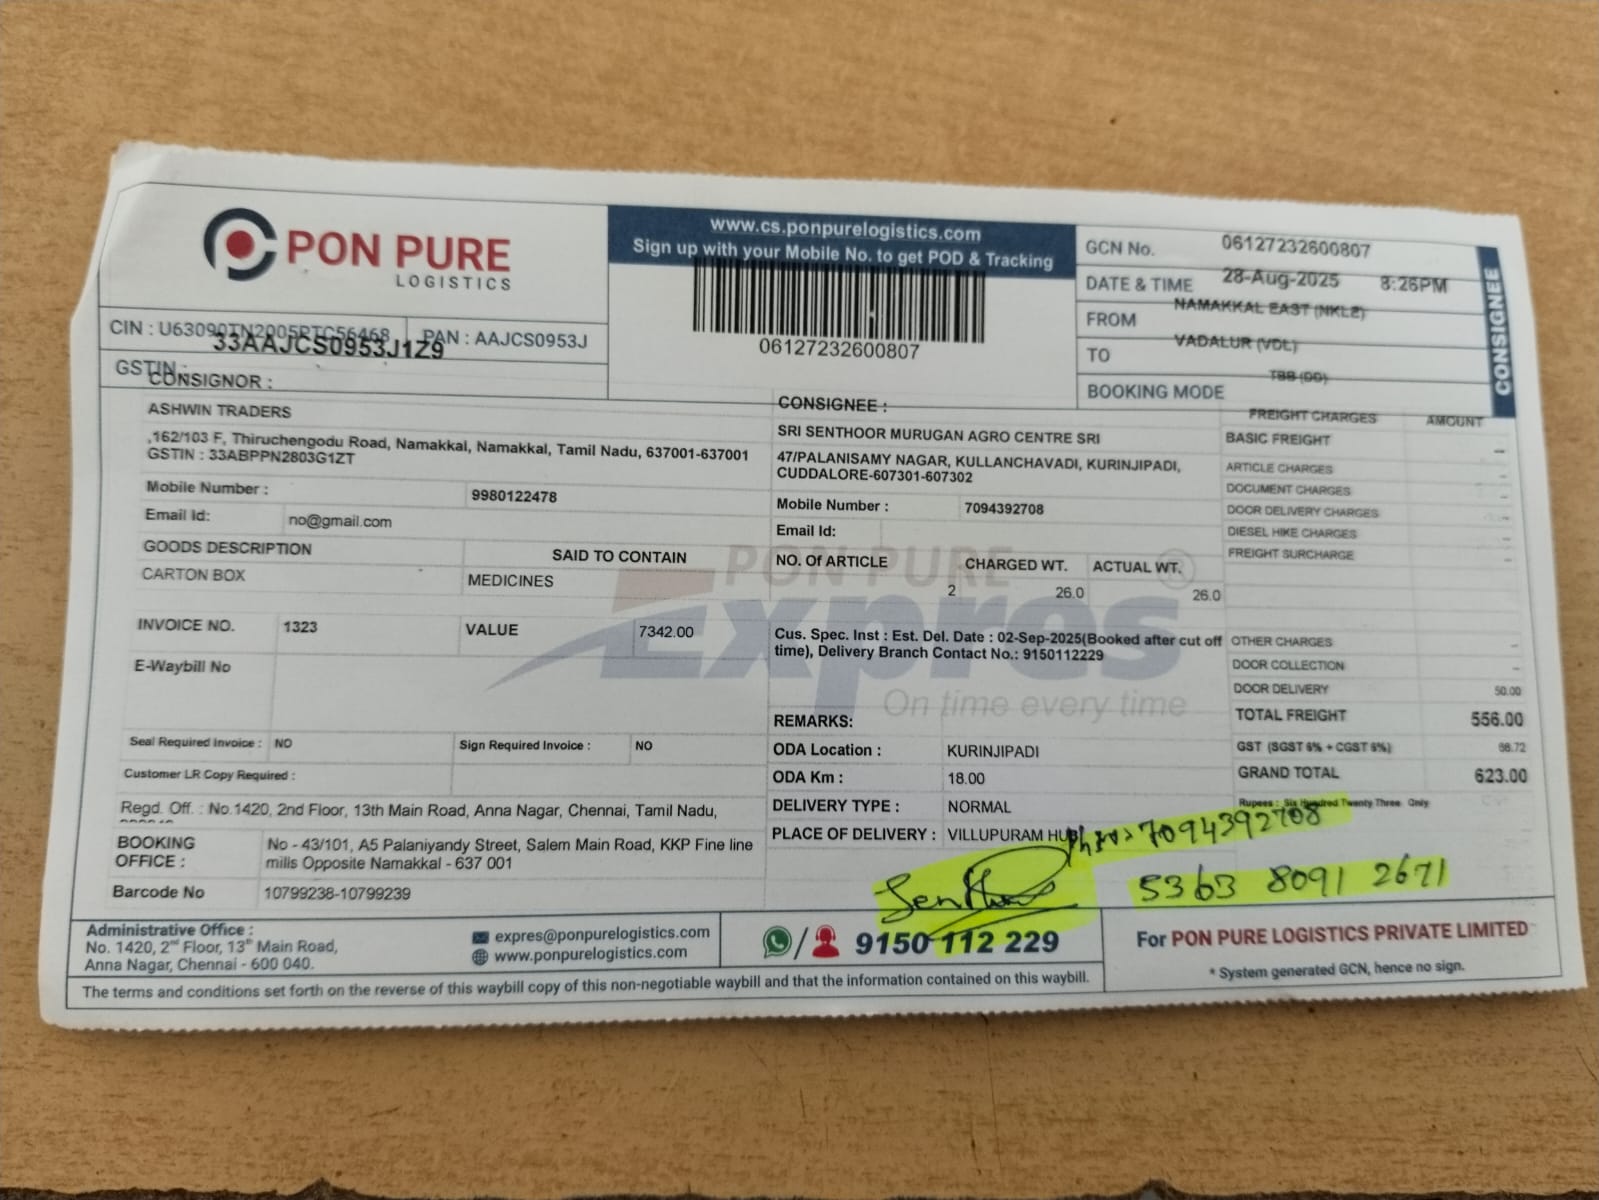 PON PURE
LOGISTICS
www.cs.ponpurelogistics.com
Sign up with your Mobile No. to get POD & Tracking
06127232600807
GCN No. 06127232600807
DATE & TIME 28-Aug-2025 8:26PM
FROM NAMAKKAL EAST (NKLE)
TO VADALUR (VDL)
BOOKING MODE TBB (DD)
CONSIGNEE
CIN : U63090TN2005PTC56468 PAN : AAJCS0953J
GSTIN : 33AAJCS0953J1Z9
CONSIGNOR :
ASHWIN TRADERS
,162/103 F, Thiruchengodu Road, Namakkal, Namakkal, Tamil Nadu, 637001-637001
GSTIN : 33ABPPN2803G1ZT
Mobile Number : 9980122478
Email Id: no@gmail.com
CONSIGNEE :
SRI SENTHOOR MURUGAN AGRO CENTRE SRI
47/PALANISAMY NAGAR, KULLANCHAVADI, KURINJIPADI,
CUDDALORE-607301-607302
Mobile Number : 7094392708
Email Id:
FREIGHT CHARGES AMOUNT
BASIC FREIGHT -
ARTICLE CHARGES -
DOCUMENT CHARGES -
DOOR DELIVERY CHARGES -
DIESEL HIKE CHARGES -
FREIGHT SURCHARGE -
GOODS DESCRIPTION SAID TO CONTAIN NO. Of ARTICLE CHARGED WT. ACTUAL WT.
CARTON BOX MEDICINES 2 26.0 26.0
PON PURE
Expres
On time every time
INVOICE NO. 1323 VALUE 7342.00
E-Waybill No
Cus. Spec. Inst : Est. Del. Date : 02-Sep-2025(Booked after cut off
time), Delivery Branch Contact No.: 9150112229
OTHER CHARGES -
DOOR COLLECTION -
DOOR DELIVERY 50.00
TOTAL FREIGHT 556.00
GST (SGST 6% + CGST 6%) 66.72
GRAND TOTAL 623.00
Rupees : Six Hundred Twenty Three Only
Seal Required Invoice : NO Sign Required Invoice : NO
Customer LR Copy Required :
REMARKS:
ODA Location : KURINJIPADI
ODA Km : 18.00
DELIVERY TYPE : NORMAL
PLACE OF DELIVERY : VILLUPURAM HUB
7094392708
5363 8091 2671
Regd. Off. : No.1420, 2nd Floor, 13th Main Road, Anna Nagar, Chennai, Tamil Nadu,
BOOKING OFFICE : No - 43/101, A5 Palaniyandy Street, Salem Main Road, KKP Fine line
mills Opposite Namakkal - 637 001
Barcode No 10799238-10799239
Administrative Office :
No. 1420, 2nd Floor, 13th Main Road,
Anna Nagar, Chennai - 600 040.
expres@ponpurelogistics.com
www.ponpurelogistics.com
9150 112 229
For PON PURE LOGISTICS PRIVATE LIMITED
* System generated GCN, hence no sign.
The terms and conditions set forth on the reverse of this waybill copy of this non-negotiable waybill and that the information contained on this waybill.